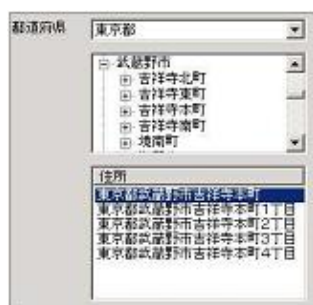 都道府県
東京都
武蔵野市
吉祥寺北町
吉祥寺東町
吉祥寺本町
吉祥寺南町
境南町
住所
東京都武蔵野市吉祥寺本町
東京都武蔵野市吉祥寺本町1丁目
東京都武蔵野市吉祥寺本町2丁目
東京都武蔵野市吉祥寺本町3丁目
東京都武蔵野市吉祥寺本町4丁目